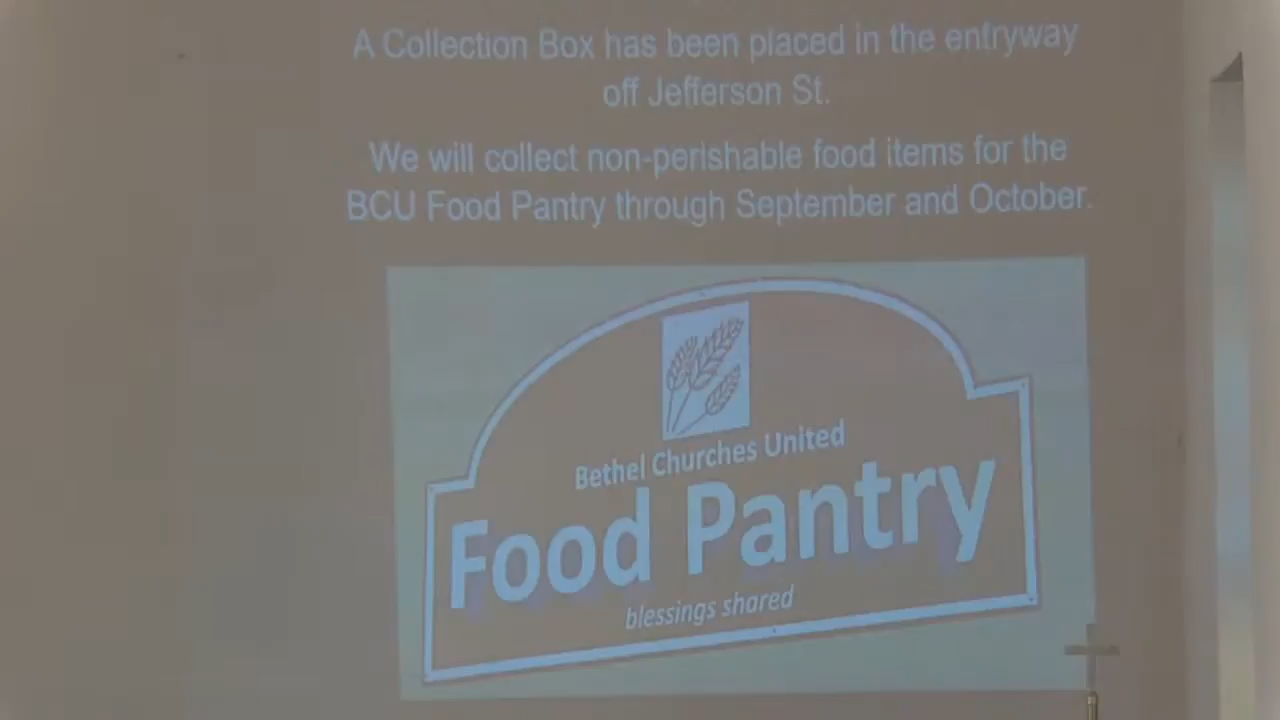 A Collection Box has been placed in the entryway
off Jefferson St.
We will collect non-perishable food items for the
BCU Food Pantry through September and October.
Bethel Churches United
Food Pantry
blessings shared